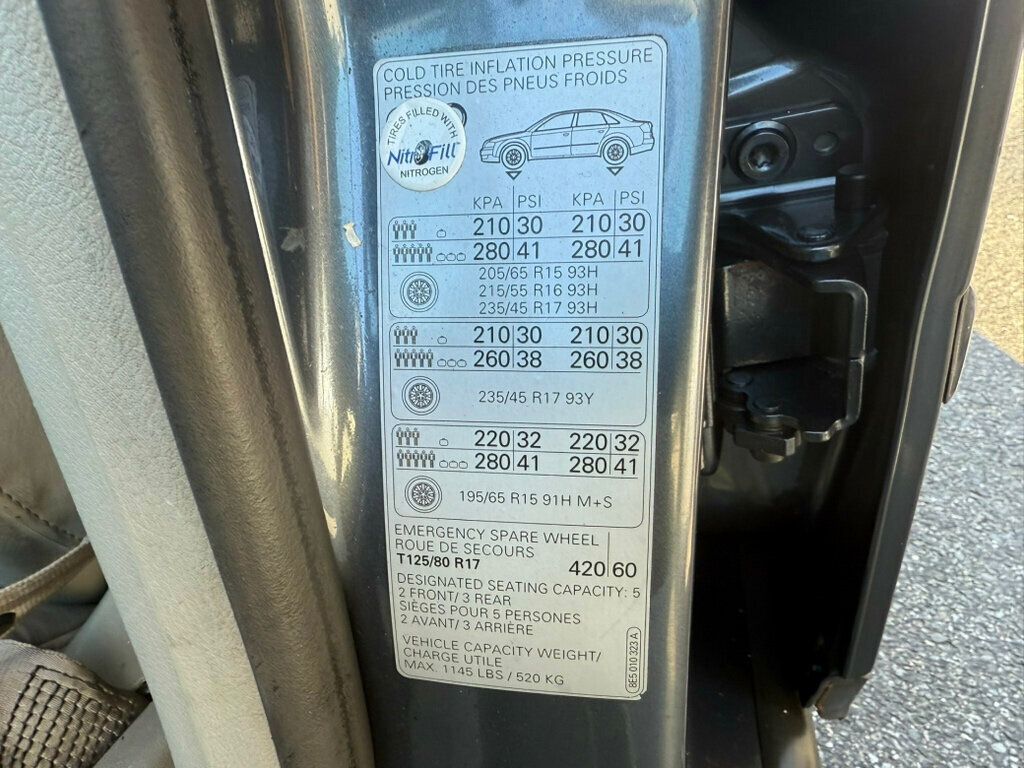 COLD TIRE INFLATION PRESSURE
PRESSION DES PNEUS FROIDS
TIRES FILLED WITH
NitroFill™
NITROGEN
KPA PSI KPA PSI
210 30 210 30
280 41 280 41
205/65 R15 93H
215/55 R16 93H
235/45 R17 93H
210 30 210 30
260 38 260 38
235/45 R17 93Y
220 32 220 32
280 41 280 41
195/65 R15 91H M+S
EMERGENCY SPARE WHEEL
ROUE DE SECOURS
T125/80 R17 420 60
DESIGNATED SEATING CAPACITY: 5
2 FRONT/ 3 REAR
SIÈGES POUR 5 PERSONES
2 AVANT/ 3 ARRIÈRE
VEHICLE CAPACITY WEIGHT/
CHARGE UTILE
MAX. 1145 LBS / 520 KG
8E5 010 323 A